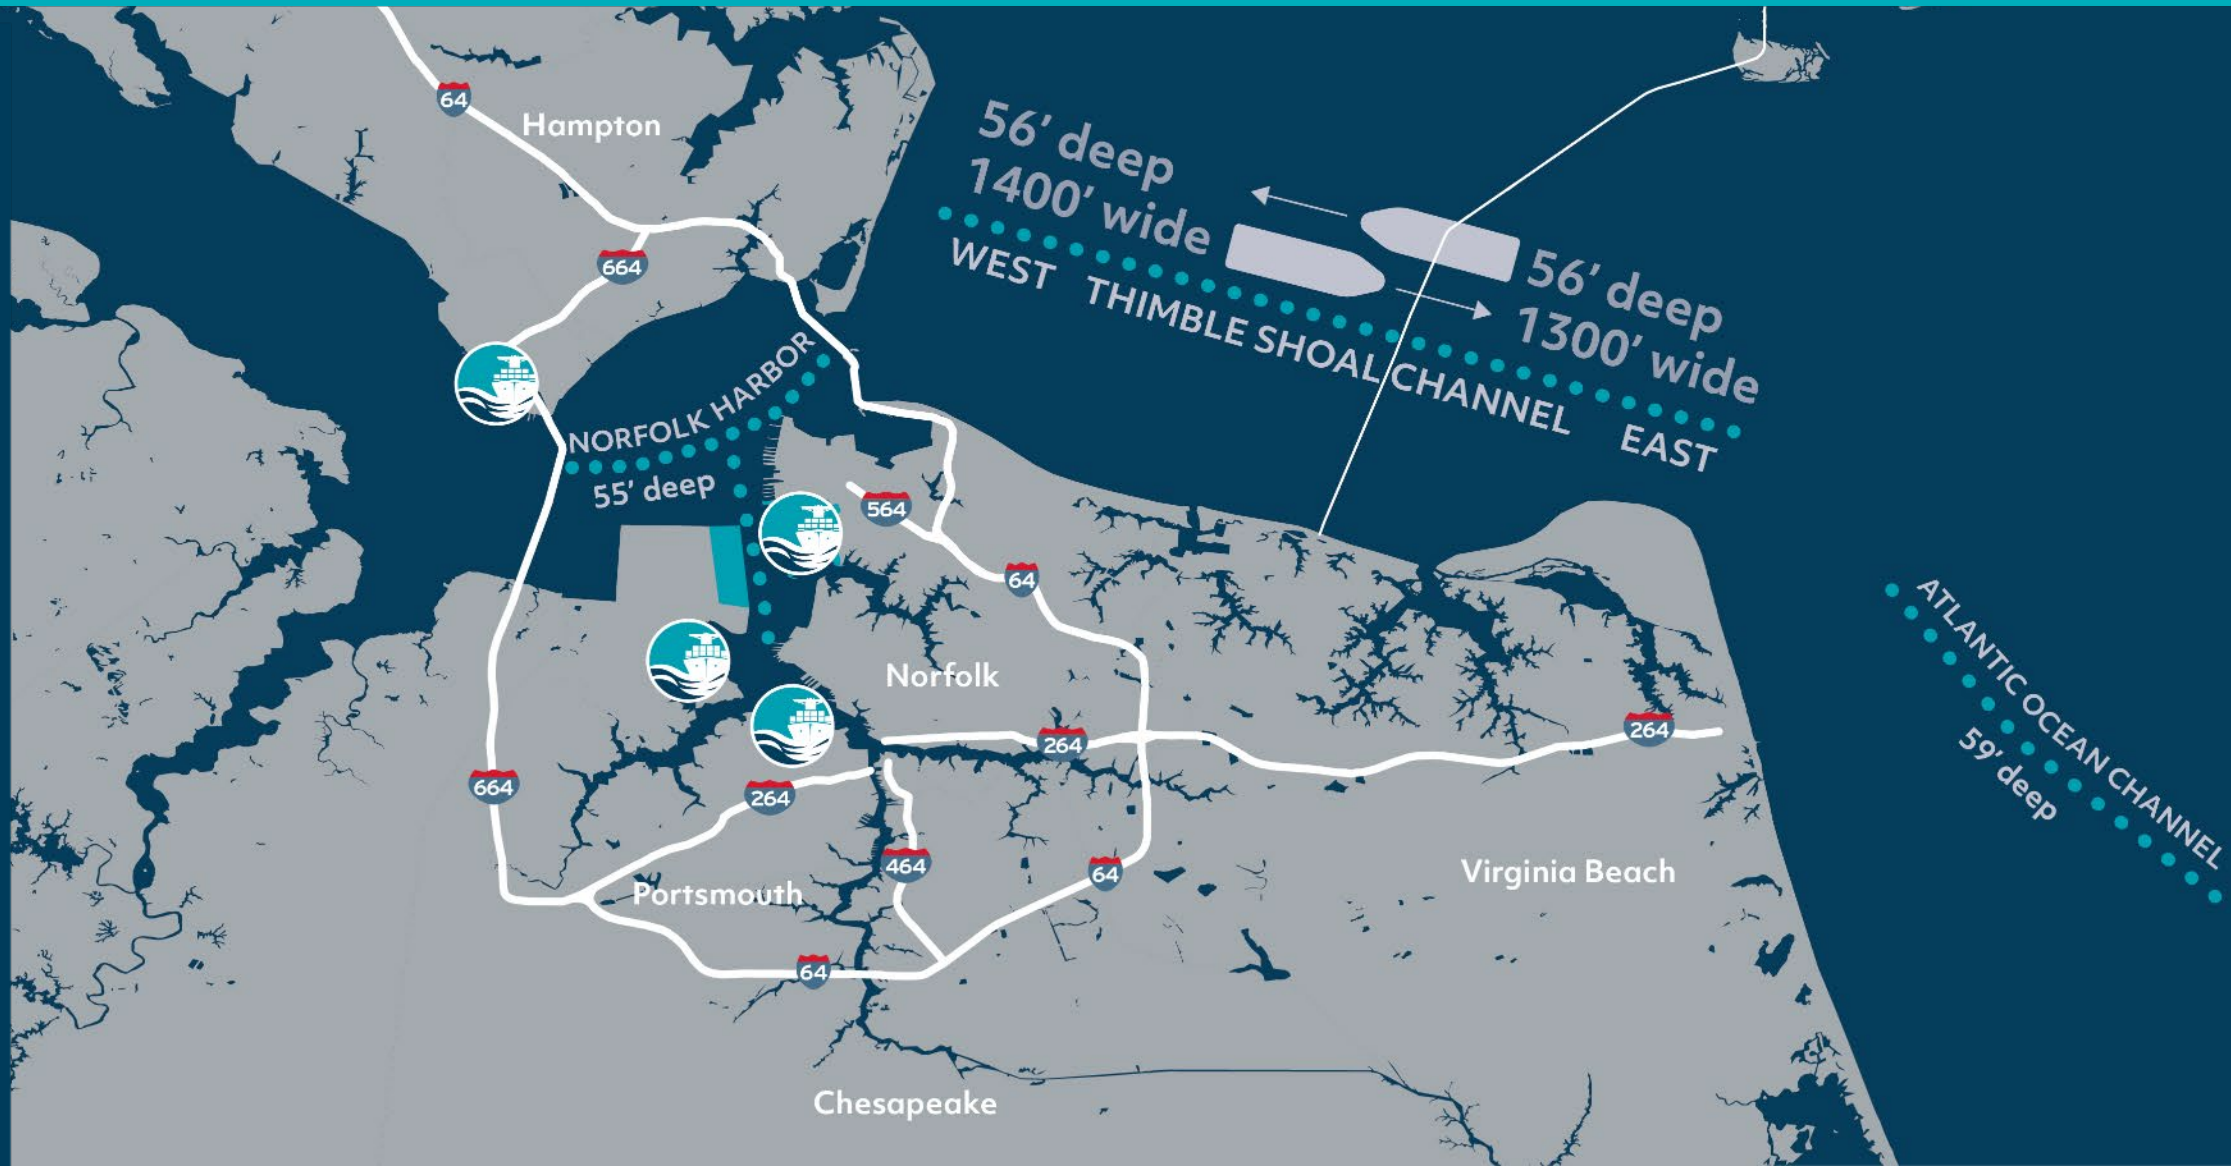 64
Hampton
56’ deep
1400’ wide
56’ deep
1300’ wide
WEST THIMBLE SHOAL CHANNEL EAST
664
NORFOLK HARBOR
55’ deep
564
64
ATLANTIC OCEAN CHANNEL
59’ deep
Norfolk
264
264
664
264
464
64
Virginia Beach
Portsmouth
64
Chesapeake